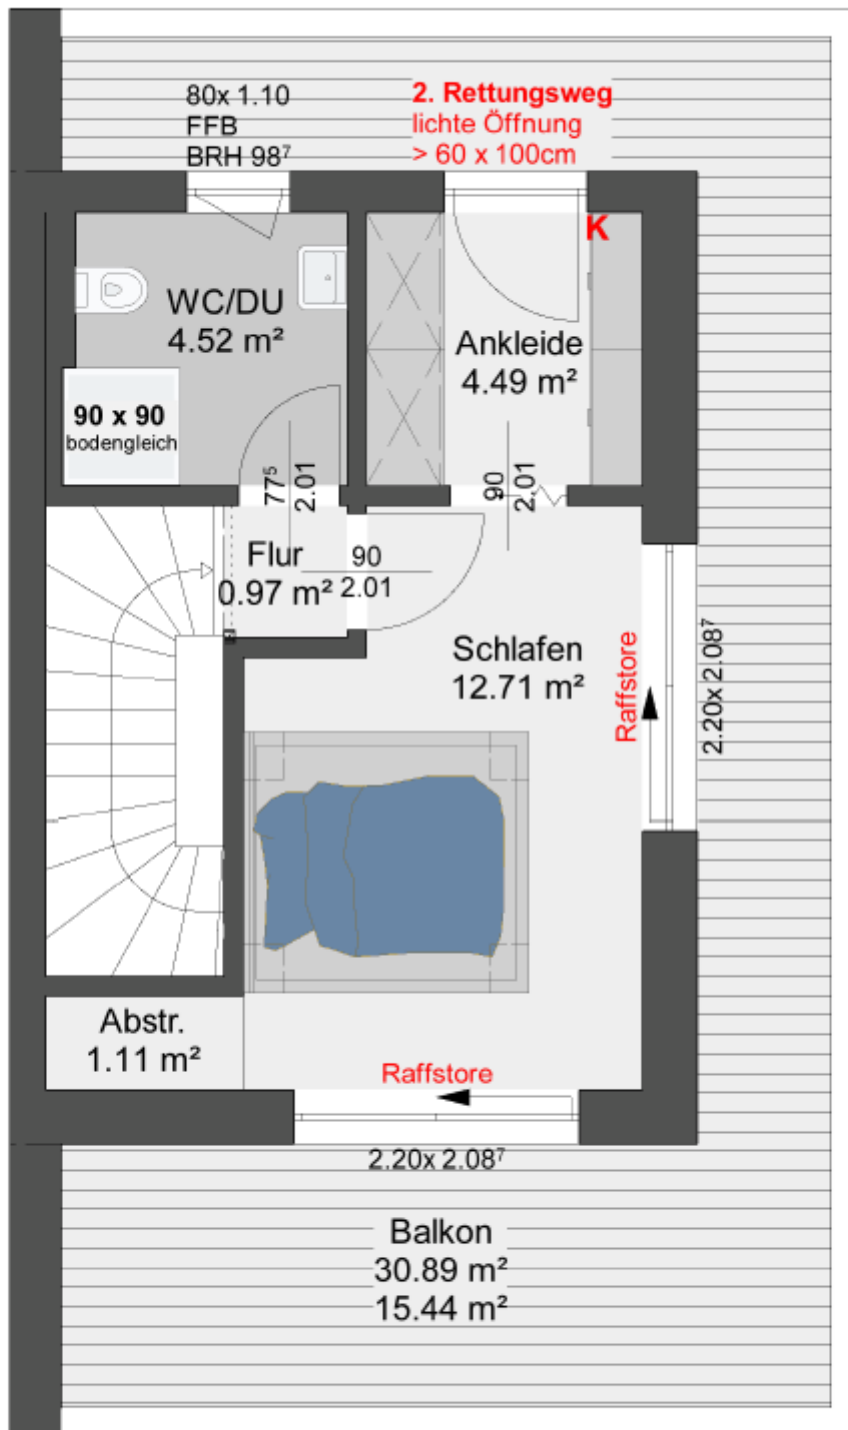 80x 1.10
FFB
BRH 98⁷
2. Rettungsweg
lichte Öffnung
> 60 x 100cm
K
WC/DU
4.52 m²
Ankleide
4.49 m²
90 x 90
bodengleich
77⁵
2.01
90
2.01
Flur
0.97 m²
90
2.01
Schlafen
12.71 m²
Raffstore
2.20x 2.08⁷
Abstr.
1.11 m²
Raffstore
2.20x 2.08⁷
Balkon
30.89 m²
15.44 m²